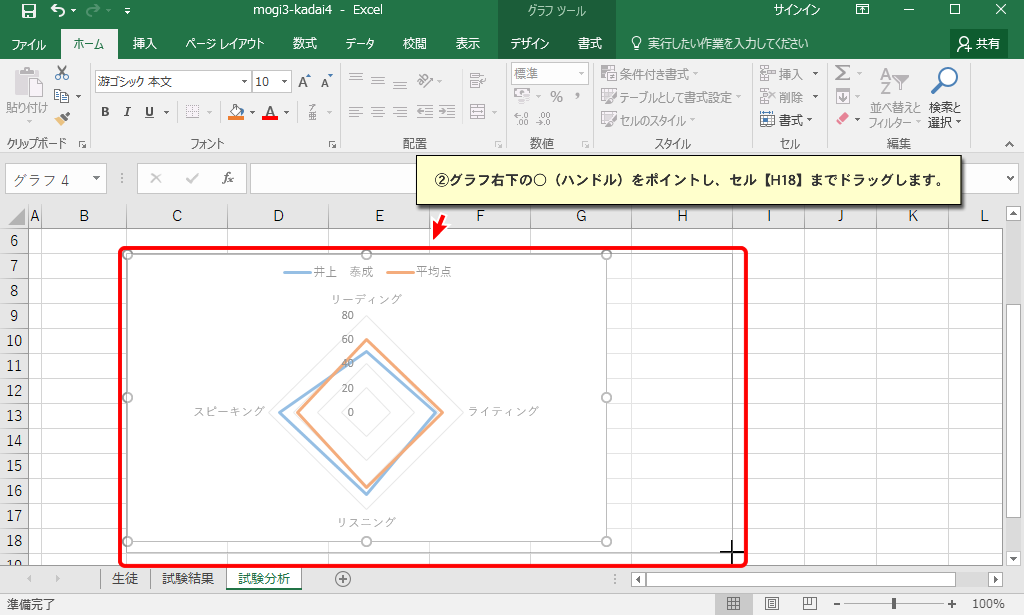 mogi3-kadai4 - Excel
グラフ ツール
サインイン
ファイル ホーム 挿入 ページ レイアウト 数式 データ 校閲 表示 デザイン 書式 実行したい作業を入力してください 共有
貼り付け
クリップボード
游ゴシック 本文 10
B I U
フォント
配置
標準
% ,
数値
条件付き書式
テーブルとして書式設定
セルのスタイル
スタイル
挿入
削除
書式
セル
並べ替えと
フィルター
検索と
選択
編集
グラフ 4
fx
②グラフ右下の○（ハンドル）をポイントし、セル【H18】までドラッグします。
A B C D E F G H I J K L
6
7
8
9
10
11
12
13
14
15
16
17
18
19
井上 泰成 平均点
リーディング
80
60
40
20
0
スピーキング
ライティング
リスニング
生徒 試験結果 試験分析
準備完了
100%